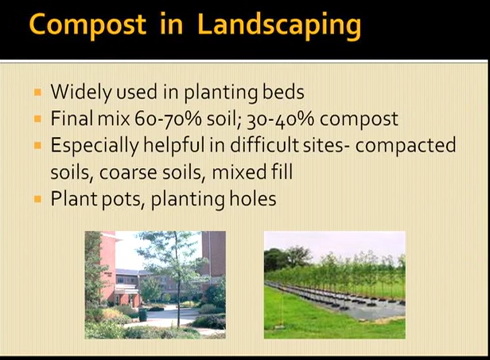 Compost in Landscaping
Widely used in planting beds
Final mix 60-70% soil; 30-40% compost
Especially helpful in difficult sites- compacted
soils, coarse soils, mixed fill
Plant pots, planting holes